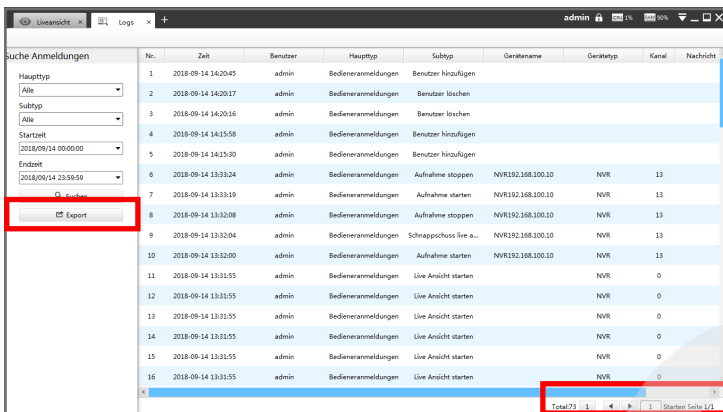 Liveansicht × Logs × + admin CPU 1% RAM 90%
Suche Anmeldungen
Haupttyp
Alle
Subtyp
Alle
Startzeit
2018/09/14 00:00:00
Endzeit
2018/09/14 23:59:59
Suchen
Export
Nr. Zeit Benutzer Haupttyp Subtyp Gerätename Gerätetyp Kanal Nachricht
1 2018-09-14 14:20:45 admin Bedieneranmeldungen Benutzer hinzufügen
2 2018-09-14 14:20:17 admin Bedieneranmeldungen Benutzer löschen
3 2018-09-14 14:20:16 admin Bedieneranmeldungen Benutzer löschen
4 2018-09-14 14:15:58 admin Bedieneranmeldungen Benutzer hinzufügen
5 2018-09-14 14:15:30 admin Bedieneranmeldungen Benutzer hinzufügen
6 2018-09-14 13:33:24 admin Bedieneranmeldungen Aufnahme stoppen NVR192.168.100.10 NVR 13
7 2018-09-14 13:33:19 admin Bedieneranmeldungen Aufnahme starten NVR192.168.100.10 NVR 13
8 2018-09-14 13:32:08 admin Bedieneranmeldungen Aufnahme stoppen NVR192.168.100.10 NVR 13
9 2018-09-14 13:32:04 admin Bedieneranmeldungen Schnappschuss live a... NVR192.168.100.10 NVR 13
10 2018-09-14 13:32:00 admin Bedieneranmeldungen Aufnahme starten NVR192.168.100.10 NVR 13
11 2018-09-14 13:31:55 admin Bedieneranmeldungen Live Ansicht starten NVR 0
12 2018-09-14 13:31:55 admin Bedieneranmeldungen Live Ansicht starten NVR 0
13 2018-09-14 13:31:55 admin Bedieneranmeldungen Live Ansicht starten NVR 0
14 2018-09-14 13:31:55 admin Bedieneranmeldungen Live Ansicht starten NVR 0
15 2018-09-14 13:31:55 admin Bedieneranmeldungen Live Ansicht starten NVR 0
16 2018-09-14 13:31:55 admin Bedieneranmeldungen Live Ansicht starten NVR 0
Total:73 1 1 Starten Seite 1/1